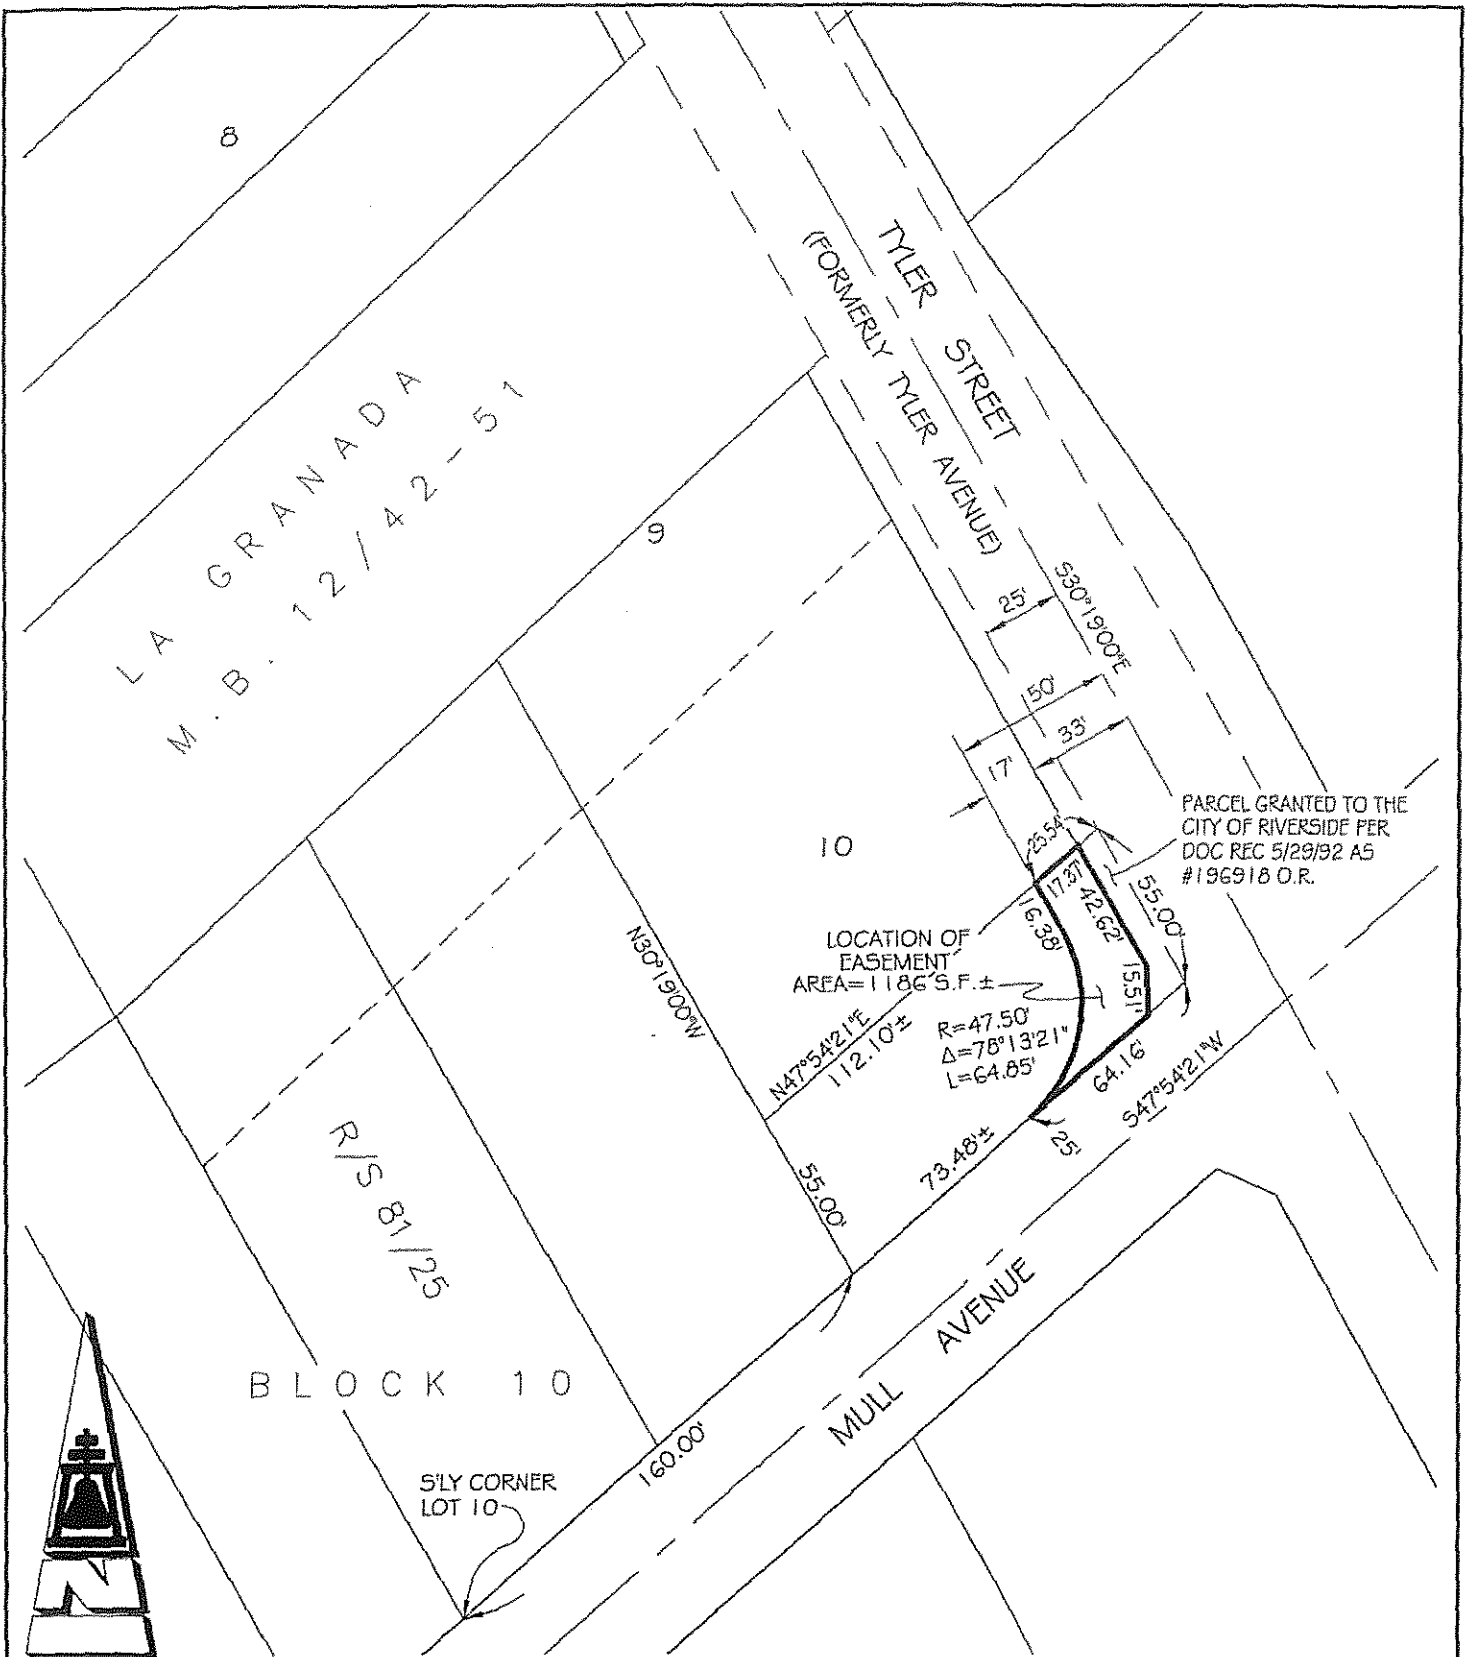 8
TYLER STREET
(FORMERLY TYLER AVENUE)
LA GRANADA
M.B. 12/42-51
9
S30°19'00"E
25'
50'
33'
17'
PARCEL GRANTED TO THE
CITY OF RIVERSIDE PER
DOC REC 5/29/92 AS
#196918 O.R.
10
25.54'
17.37'
16.38'
42.62'
55.00'
15.51'
LOCATION OF
EASEMENT
AREA=1186 S.F.±
N30°19'00"W
N47°54'21"E
112.10'±
R=47.50'
Δ=78°13'21"
L=64.85'
64.16'
S47°54'21"W
25'
73.48'±
55.00'
R/S 81/25
MULL AVENUE
BLOCK 10
160.00'
S'LY CORNER
LOT 10
N